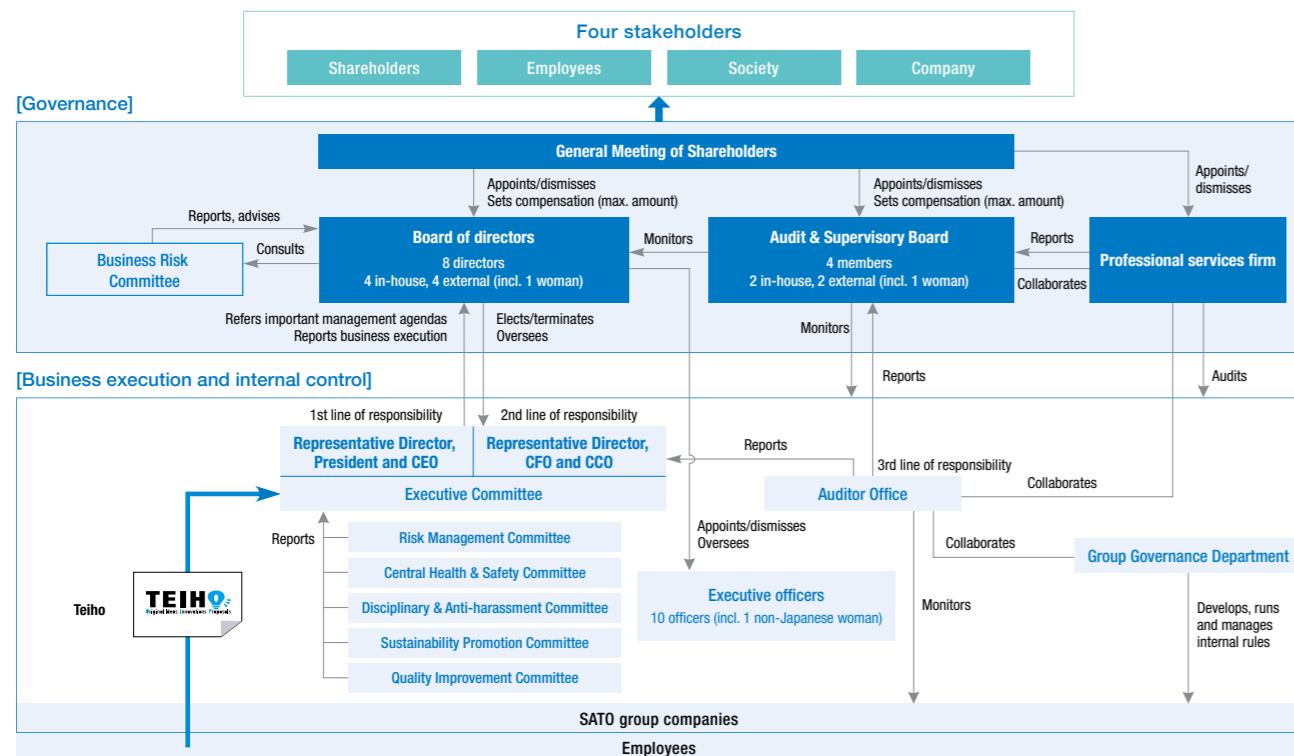 Four stakeholders
Shareholders
Employees
Society
Company
[Governance]
General Meeting of Shareholders
Appoints/dismisses
Sets compensation (max. amount)
Appoints/dismisses
Sets compensation (max. amount)
Appoints/
dismisses
Reports, advises
Consults
Business Risk
Committee
Board of directors
8 directors
4 in-house, 4 external (incl. 1 woman)
Monitors
Audit & Supervisory Board
4 members
2 in-house, 2 external (incl. 1 woman)
Reports
Collaborates
Professional services firm
Refers important management agendas
Reports business execution
Elects/terminates
Oversees
Monitors
Reports
Audits
[Business execution and internal control]
1st line of responsibility
2nd line of responsibility
Representative Director,
President and CEO
Representative Director,
CFO and CCO
Executive Committee
Reports
3rd line of responsibility
Auditor Office
Collaborates
Reports
Risk Management Committee
Central Health & Safety Committee
Disciplinary & Anti-harassment Committee
Sustainability Promotion Committee
Quality Improvement Committee
Appoints/dismisses
Oversees
Executive officers
10 officers (incl. 1 non-Japanese woman)
Collaborates
Group Governance Department
Monitors
Develops, runs
and manages
internal rules
Teiho
TEIHO
SATO group companies
Employees